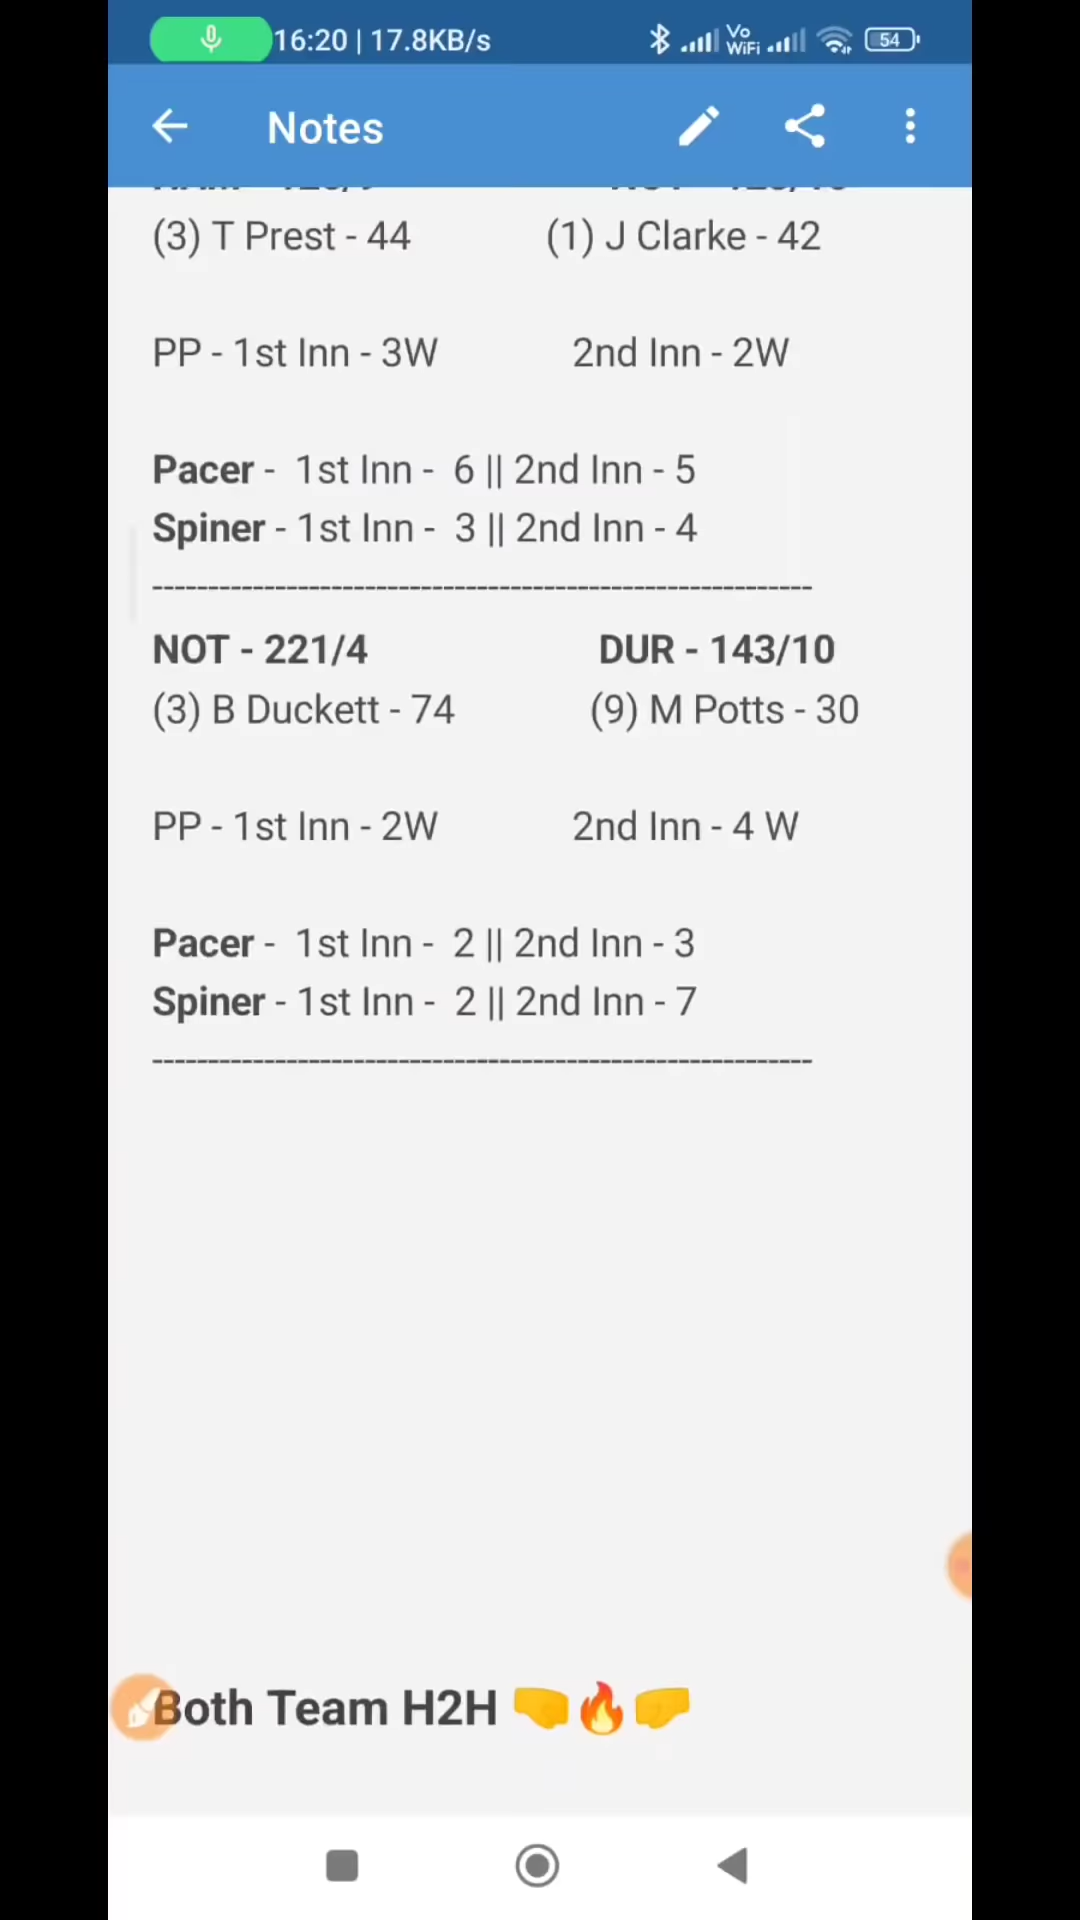 16:20 | 17.8KB/s Vo WiFi 54
Notes
(3) T Prest - 44 (1) J Clarke - 42
PP - 1st Inn - 3W 2nd Inn - 2W
Pacer - 1st Inn - 6 || 2nd Inn - 5
Spiner - 1st Inn - 3 || 2nd Inn - 4
------------------------------------------------------------
NOT - 221/4 DUR - 143/10
(3) B Duckett - 74 (9) M Potts - 30
PP - 1st Inn - 2W 2nd Inn - 4 W
Pacer - 1st Inn - 2 || 2nd Inn - 3
Spiner - 1st Inn - 2 || 2nd Inn - 7
------------------------------------------------------------
Both Team H2H 🤜🔥🤛